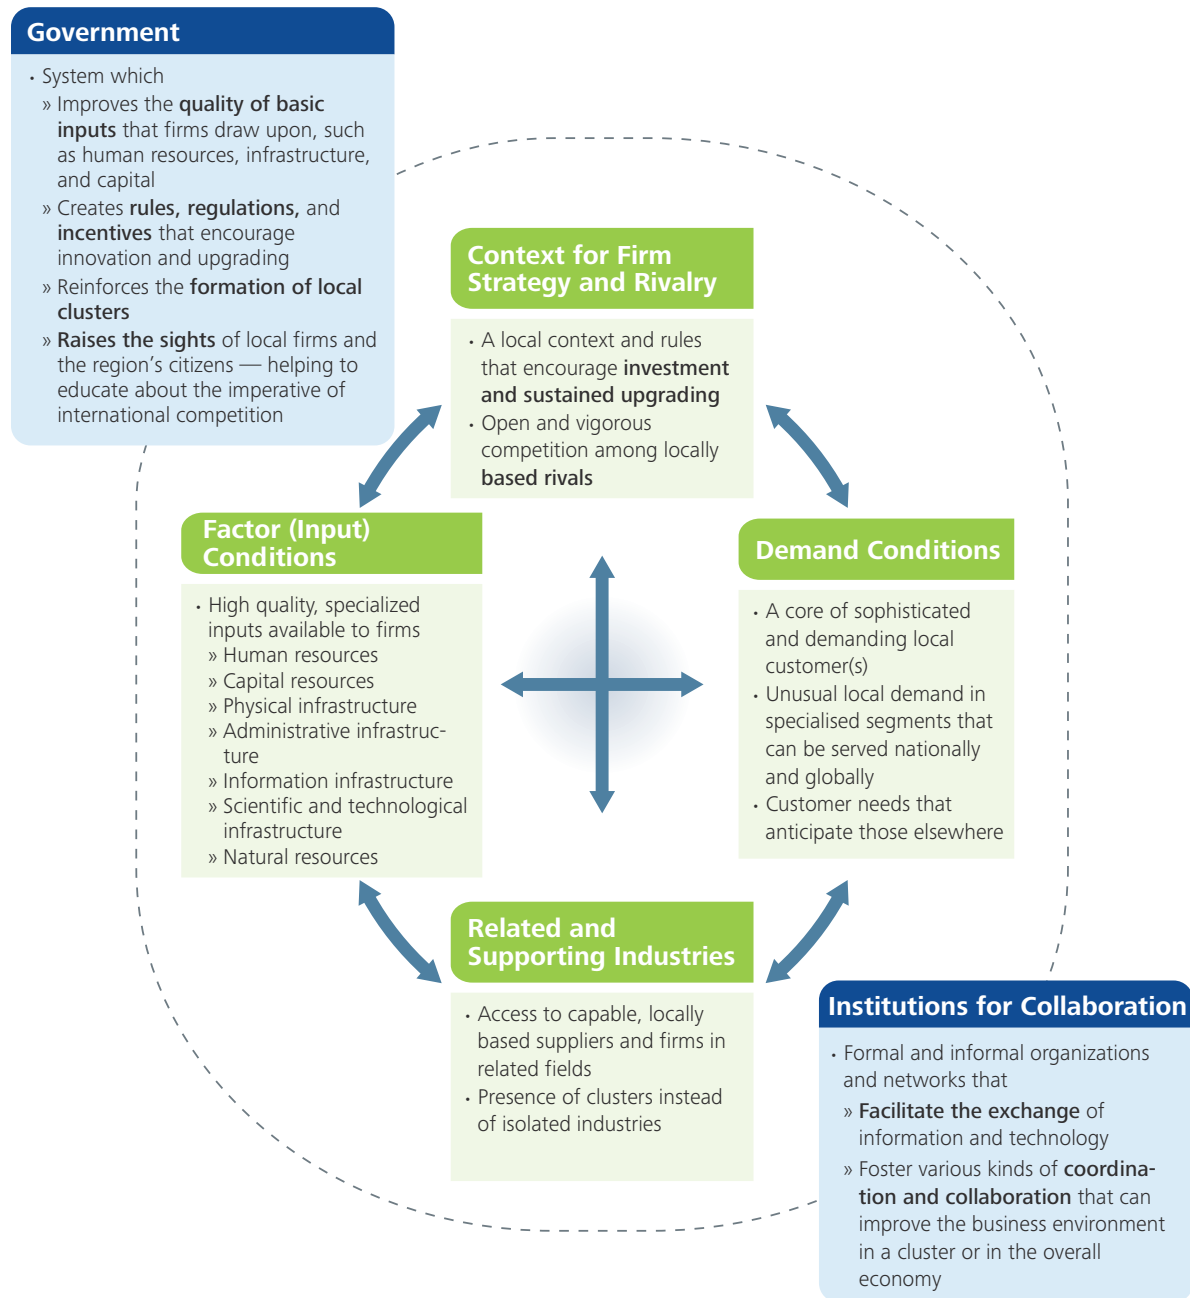 Government
· System which
» Improves the quality of basic
inputs that firms draw upon, such
as human resources, infrastructure,
and capital
» Creates rules, regulations, and
incentives that encourage
innovation and upgrading
» Reinforces the formation of local
clusters
» Raises the sights of local firms and
the region's citizens — helping to
educate about the imperative of
international competition
Context for Firm
Strategy and Rivalry
· A local context and rules
that encourage investment
and sustained upgrading
· Open and vigorous
competition among locally
based rivals
Factor (Input)
Conditions
· High quality, specialized
inputs available to firms
» Human resources
» Capital resources
» Physical infrastructure
» Administrative infrastruc-
ture
» Information infrastructure
» Scientific and technological
infrastructure
» Natural resources
Demand Conditions
· A core of sophisticated
and demanding local
customer(s)
· Unusual local demand in
specialised segments that
can be served nationally
and globally
· Customer needs that
anticipate those elsewhere
Related and
Supporting Industries
· Access to capable, locally
based suppliers and firms in
related fields
· Presence of clusters instead
of isolated industries
Institutions for Collaboration
· Formal and informal organizations
and networks that
» Facilitate the exchange of
information and technology
» Foster various kinds of coordina-
tion and collaboration that can
improve the business environment
in a cluster or in the overall
economy